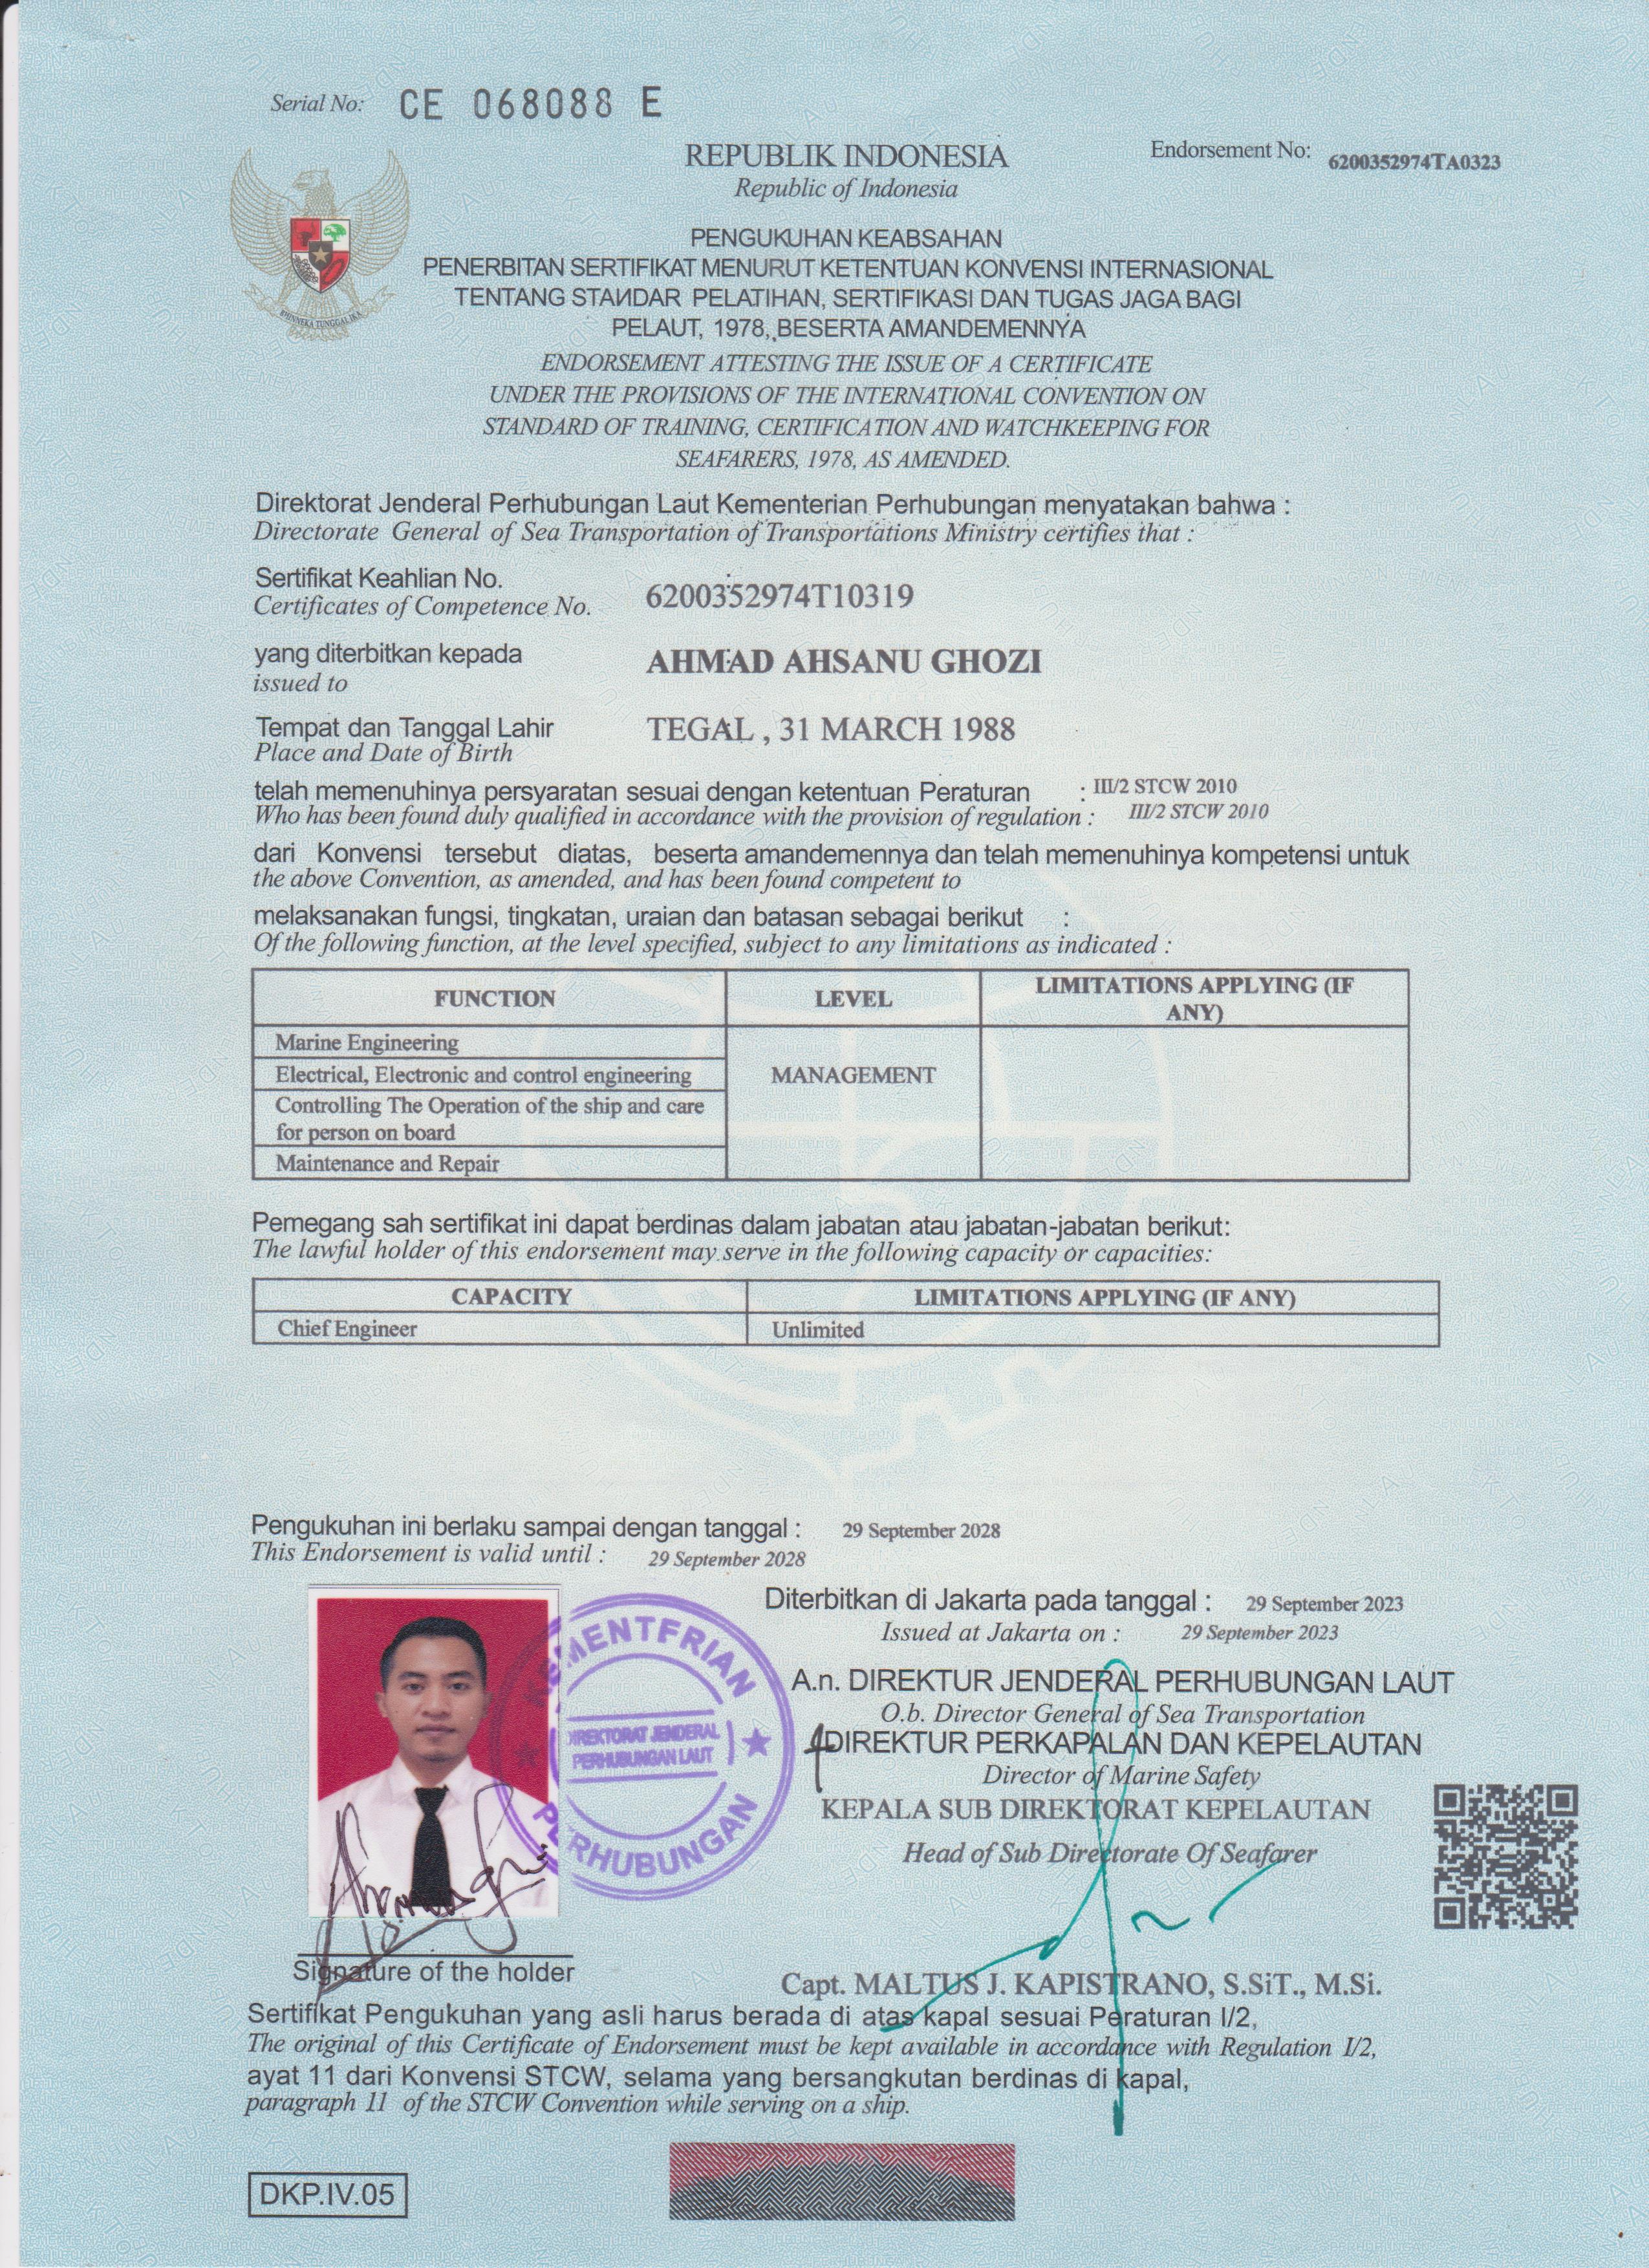 Serial No: CE 068088 E
Endorsement No: 6200352974TA0323
REPUBLIK INDONESIA
Republic of Indonesia
BHINNEKA TUNGGAL IKA
PENGUKUHAN KEABSAHAN
PENERBITAN SERTIFIKAT MENURUT KETENTUAN KONVENSI INTERNASIONAL
TENTANG STANDAR PELATIHAN, SERTIFIKASI DAN TUGAS JAGA BAGI
PELAUT, 1978, BESERTA AMANDEMENNYA
ENDORSEMENT ATTESTING THE ISSUE OF A CERTIFICATE
UNDER THE PROVISIONS OF THE INTERNATIONAL CONVENTION ON
STANDARD OF TRAINING, CERTIFICATION AND WATCHKEEPING FOR
SEAFARERS, 1978, AS AMENDED.
Direktorat Jenderal Perhubungan Laut Kementerian Perhubungan menyatakan bahwa :
Directorate General of Sea Transportation of Transportations Ministry certifies that :
Sertifikat Keahlian No.
Certificates of Competence No.
6200352974T10319
yang diterbitkan kepada
issued to
AHMAD AHSANU GHOZI
Tempat dan Tanggal Lahir
Place and Date of Birth
TEGAL , 31 MARCH 1988
telah memenuhinya persyaratan sesuai dengan ketentuan Peraturan : III/2 STCW 2010
Who has been found duly qualified in accordance with the provision of regulation : III/2 STCW 2010
dari Konvensi tersebut diatas, beserta amandemennya dan telah memenuhinya kompetensi untuk
the above Convention, as amended, and has been found competent to
melaksanakan fungsi, tingkatan, uraian dan batasan sebagai berikut :
Of the following function, at the level specified, subject to any limitations as indicated :
FUNCTION LEVEL LIMITATIONS APPLYING (IF
ANY)
Marine Engineering
Electrical, Electronic and control engineering MANAGEMENT
Controlling The Operation of the ship and care
for person on board
Maintenance and Repair
Pemegang sah sertifikat ini dapat berdinas dalam jabatan atau jabatan-jabatan berikut:
The lawful holder of this endorsement may serve in the following capacity or capacities:
CAPACITY LIMITATIONS APPLYING (IF ANY)
Chief Engineer Unlimited
Pengukuhan ini berlaku sampai dengan tanggal : 29 September 2028
This Endorsement is valid until : 29 September 2028
Diterbitkan di Jakarta pada tanggal : 29 September 2023
Issued at Jakarta on : 29 September 2023
KEMENTERIAN
DIREKTORAT JENDERAL
PERHUBUNGAN LAUT
PERHUBUNGAN
A.n. DIREKTUR JENDERAL PERHUBUNGAN LAUT
O.b. Director General of Sea Transportation
DIREKTUR PERKAPALAN DAN KEPELAUTAN
Director of Marine Safety
KEPALA SUB DIREKTORAT KEPELAUTAN
Head of Sub Directorate Of Seafarer
Signature of the holder
Capt. MALTUS J. KAPISTRANO, S.SiT., M.Si.
Sertifikat Pengukuhan yang asli harus berada di atas kapal sesuai Peraturan I/2,
The original of this Certificate of Endorsement must be kept available in accordance with Regulation I/2,
ayat 11 dari Konvensi STCW, selama yang bersangkutan berdinas di kapal,
paragraph 11 of the STCW Convention while serving on a ship.
DKP.IV.05